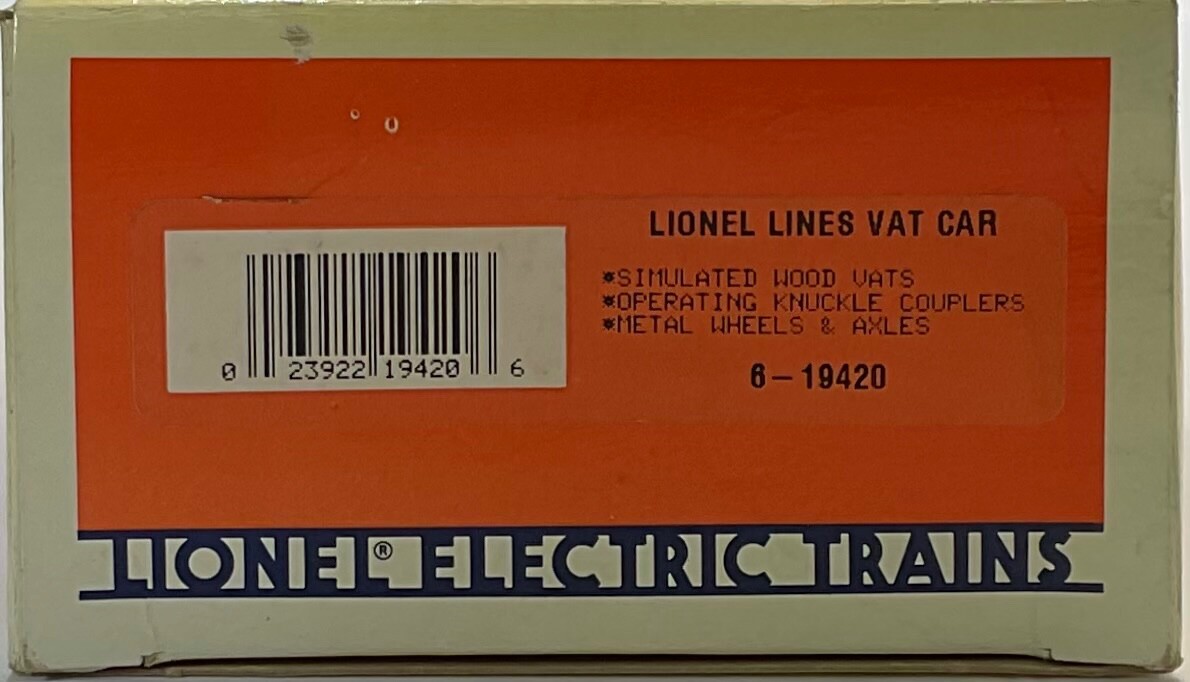 LIONEL LINES VAT CAR
*SIMULATED WOOD VATS
*OPERATING KNUCKLE COUPLERS
*METAL WHEELS & AXLES
6-19420
0 23922 19420 6
LIONEL® ELECTRIC TRAINS